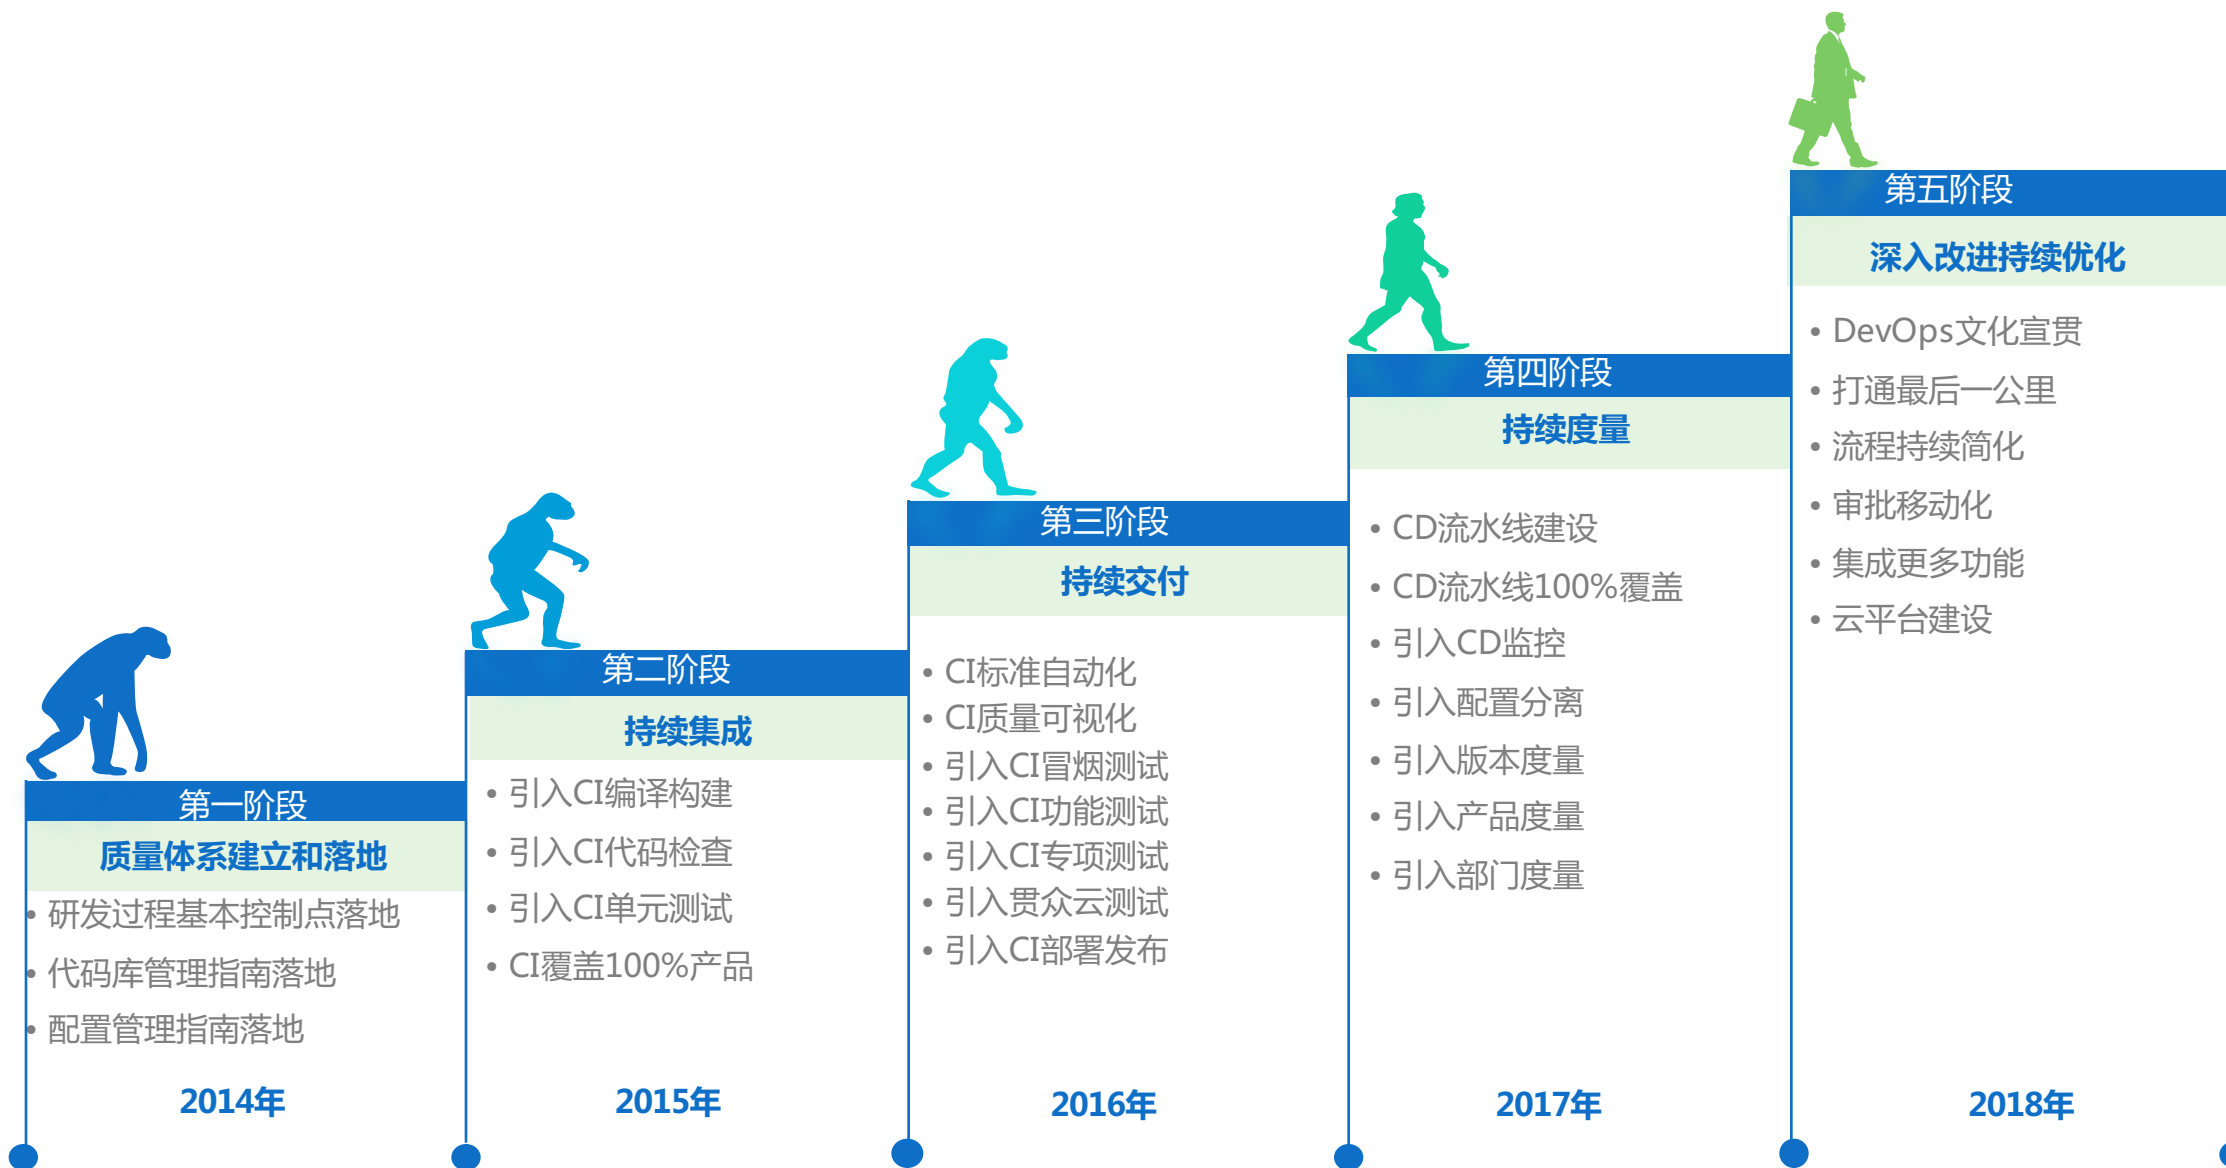 第一阶段
质量体系建立和落地
• 研发过程基本控制点落地
• 代码库管理指南落地
• 配置管理指南落地
2014年
第二阶段
持续集成
• 引入CI编译构建
• 引入CI代码检查
• 引入CI单元测试
• CI覆盖100%产品
2015年
第三阶段
持续交付
• CI标准自动化
• CI质量可视化
• 引入CI冒烟测试
• 引入CI功能测试
• 引入CI专项测试
• 引入贯众云测试
• 引入CI部署发布
2016年
第四阶段
持续度量
• CD流水线建设
• CD流水线100%覆盖
• 引入CD监控
• 引入配置分离
• 引入版本度量
• 引入产品度量
• 引入部门度量
2017年
第五阶段
深入改进持续优化
• DevOps文化宣贯
• 打通最后一公里
• 流程持续简化
• 审批移动化
• 集成更多功能
• 云平台建设
2018年